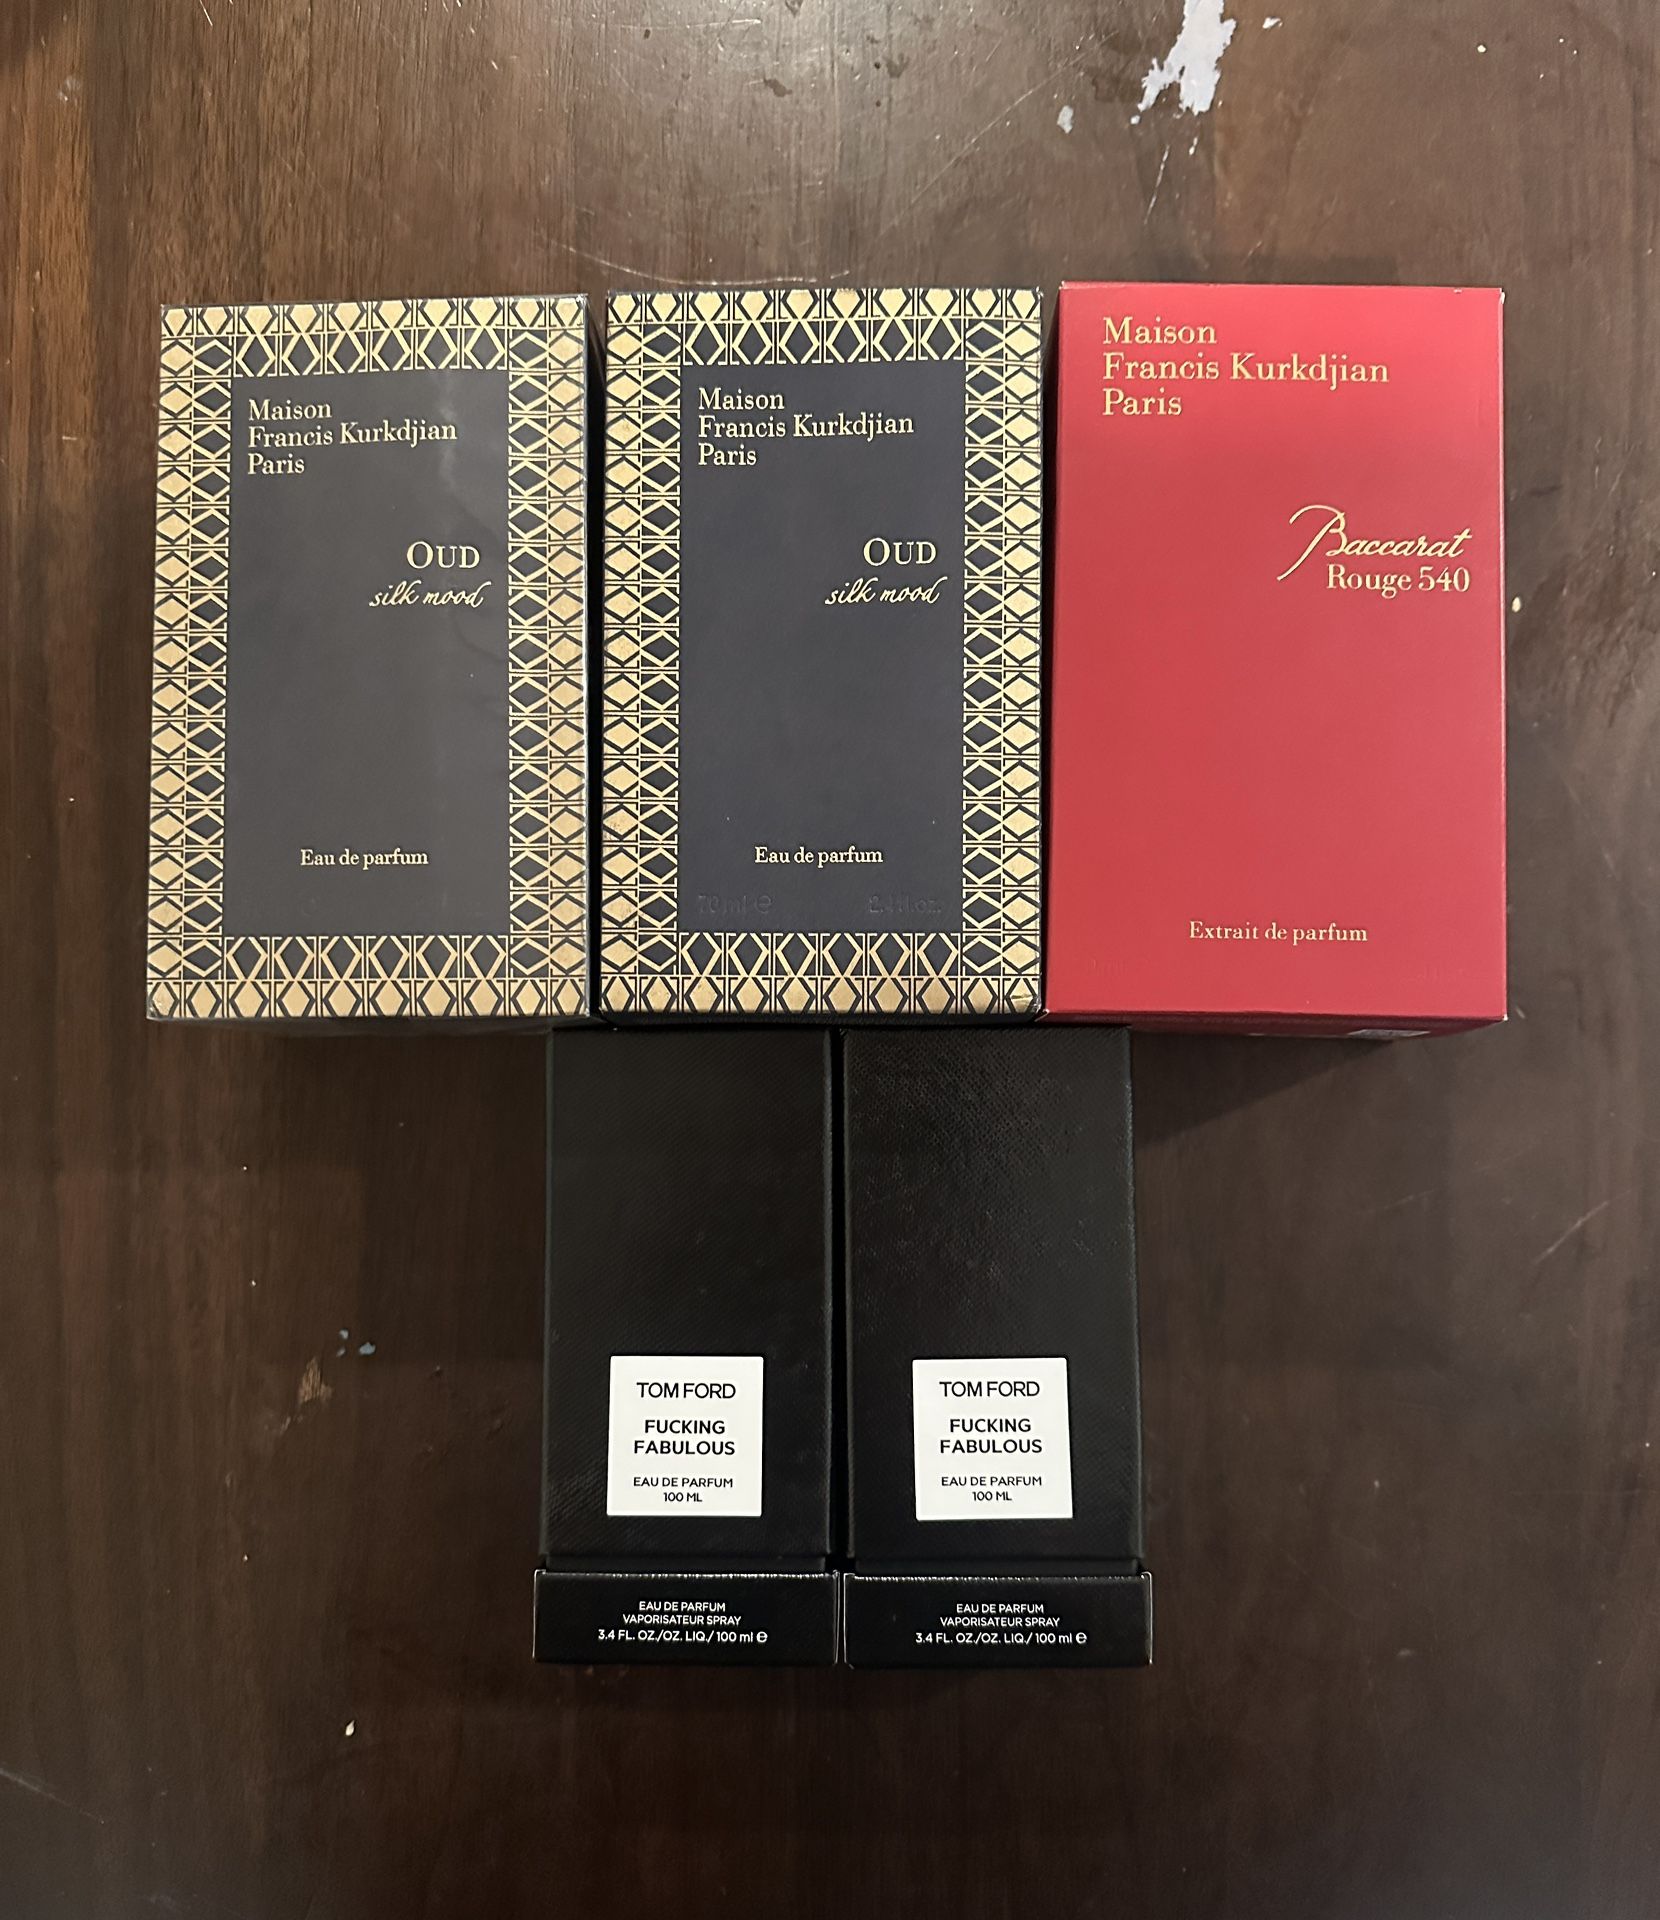 Maison
Francis Kurkdjian
Paris
OUD
silk mood
Eau de parfum
Maison
Francis Kurkdjian
Paris
OUD
silk mood
Eau de parfum
70 ml e 2.4 fl.oz.
Maison
Francis Kurkdjian
Paris
Baccarat
Rouge 540
Extrait de parfum
TOM FORD
FUCKING
FABULOUS
EAU DE PARFUM
100 ML
EAU DE PARFUM
VAPORISATEUR SPRAY
3.4 FL. OZ./OZ. LIQ./ 100 ml e
TOM FORD
FUCKING
FABULOUS
EAU DE PARFUM
100 ML
EAU DE PARFUM
VAPORISATEUR SPRAY
3.4 FL. OZ./OZ. LIQ./ 100 ml e